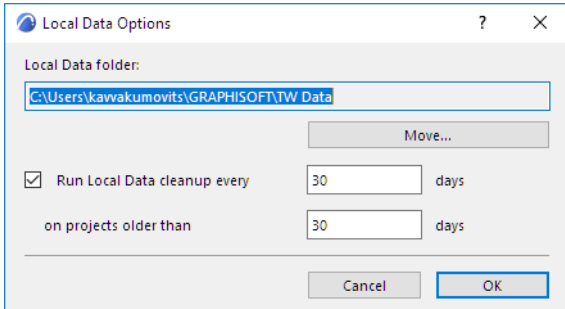 Local Data Options
Local Data folder:
C:\Users\kavvakumovits\GRAPHISOFT\TW Data
Move...
Run Local Data cleanup every 30 days
on projects older than 30 days
Cancel OK